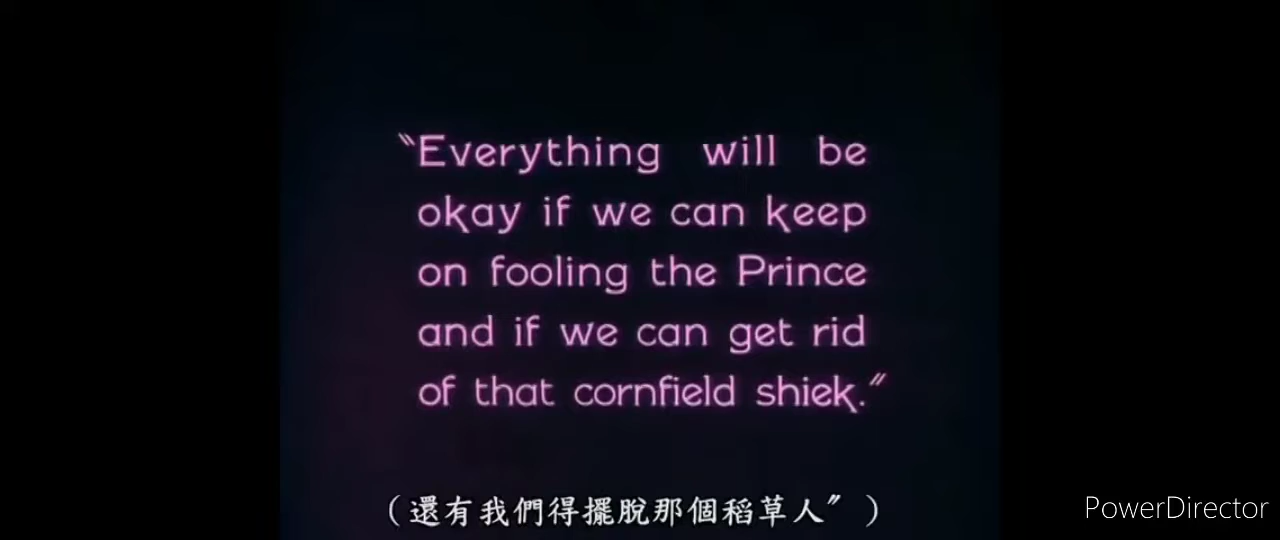 “Everything will be
okay if we can keep
on fooling the Prince
and if we can get rid
of that cornfield shiek.”
（還有我們得擺脫那個稻草人〞）
PowerDirector